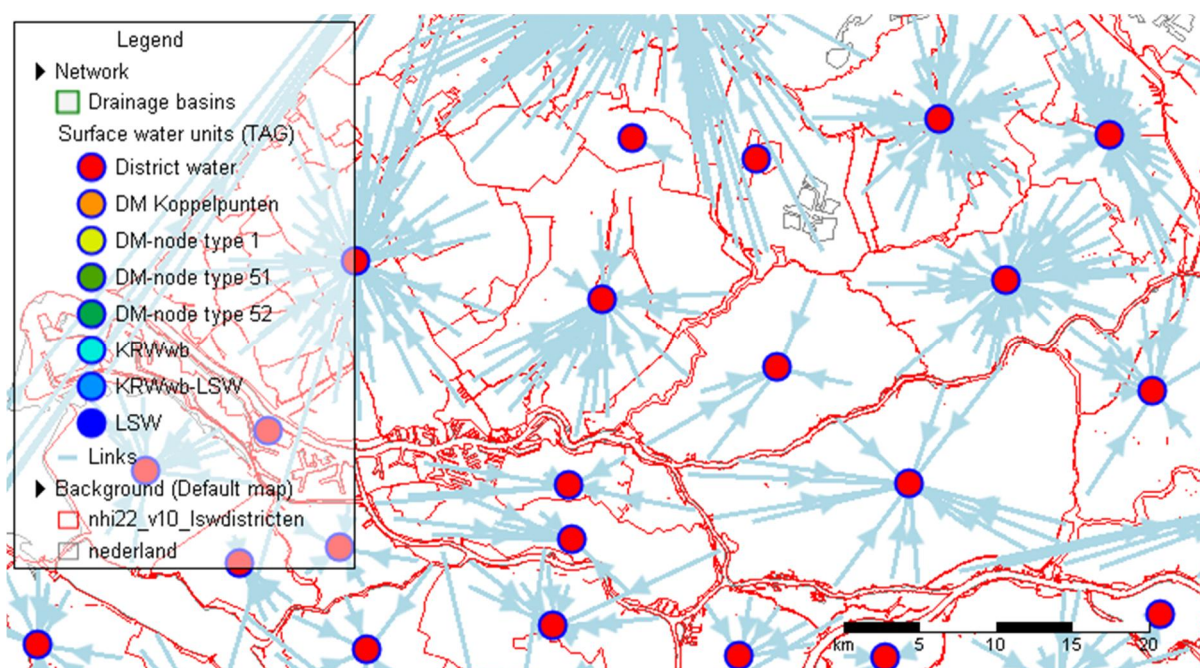 Legend
Network
Drainage basins
Surface water units (TAG)
District water
DM Koppelpunten
DM-node type 1
DM-node type 51
DM-node type 52
KRWwb
KRWwb-LSW
LSW
Links
Background (Default map)
nhi22_v10_lswdistricten
nederland
km 5 10 15 20